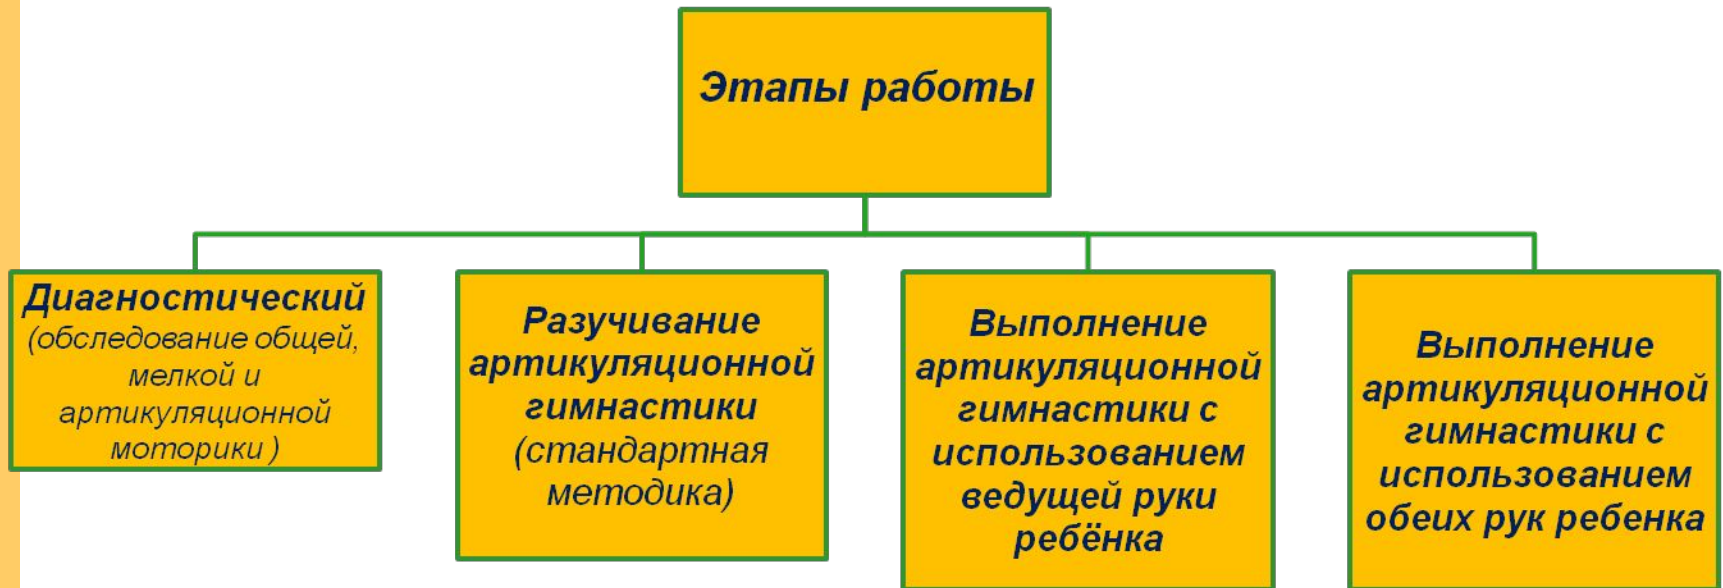 Этапы работы
Диагностический
(обследование общей,
мелкой и
артикуляционной
моторики )
Разучивание
артикуляционной
гимнастики
(стандартная
методика)
Выполнение
артикуляционной
гимнастики с
использованием
ведущей руки
ребёнка
Выполнение
артикуляционной
гимнастики с
использованием
обеих рук ребенка